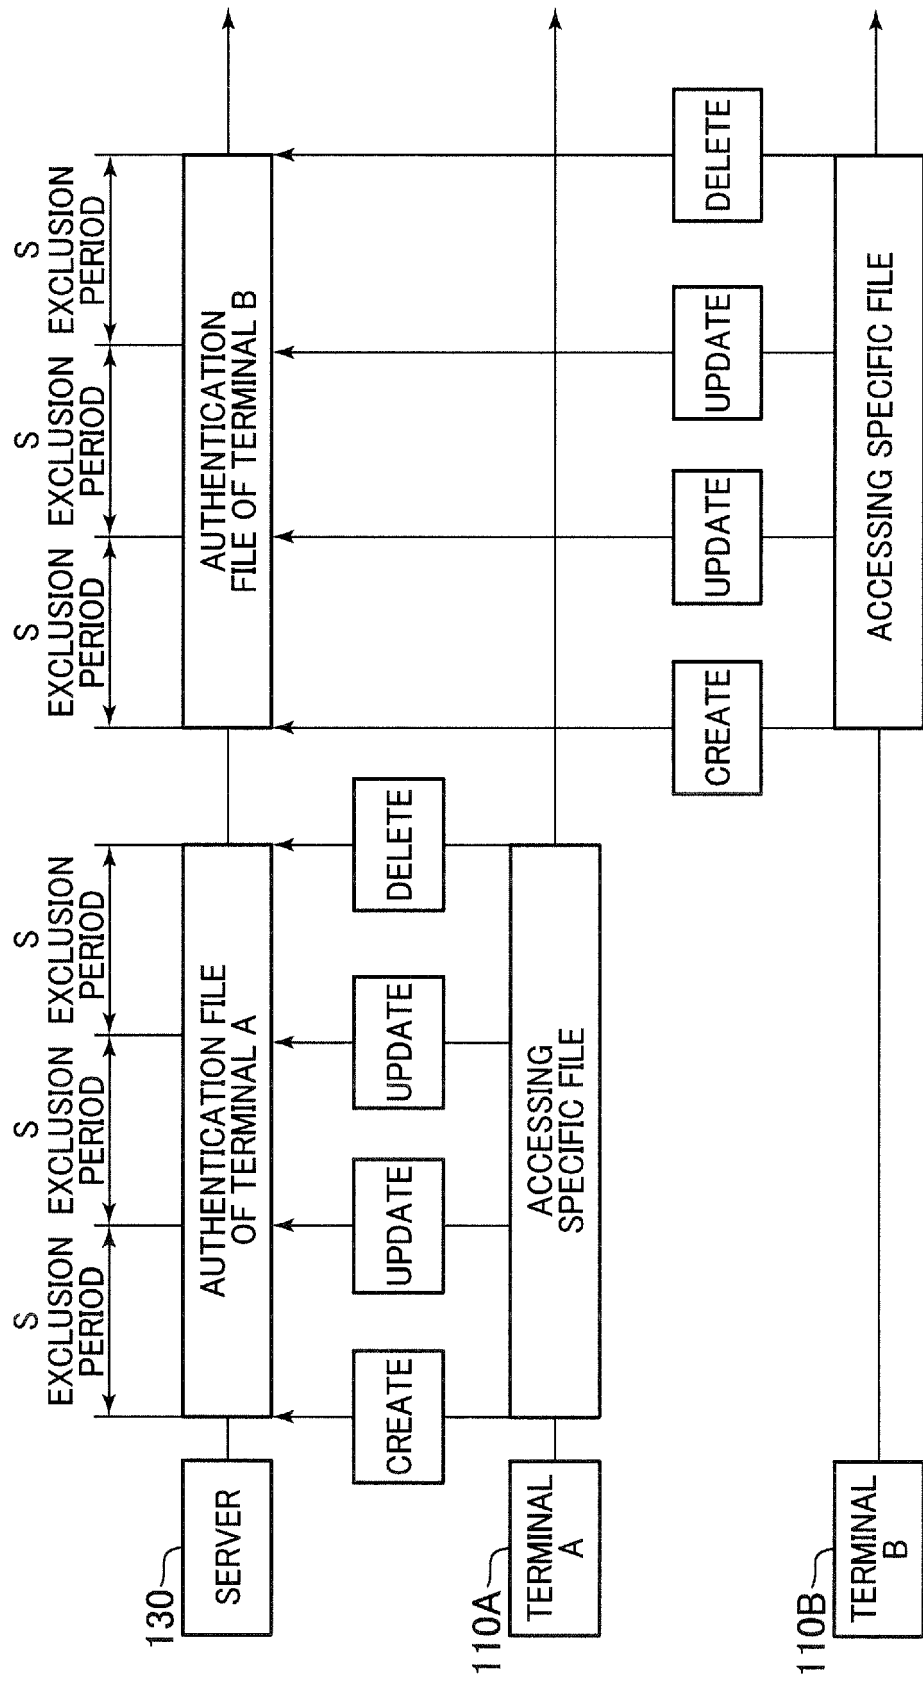 S
EXCLUSION
PERIOD
S
EXCLUSION
PERIOD
S
EXCLUSION
PERIOD
S
EXCLUSION
PERIOD
S
EXCLUSION
PERIOD
S
EXCLUSION
PERIOD
130
SERVER
AUTHENTICATION FILE
OF TERMINAL A
AUTHENTICATION
FILE OF TERMINAL B
CREATE
UPDATE
UPDATE
DELETE
110A
TERMINAL
A
ACCESSING
SPECIFIC FILE
CREATE
UPDATE
UPDATE
DELETE
110B
TERMINAL
B
ACCESSING SPECIFIC FILE